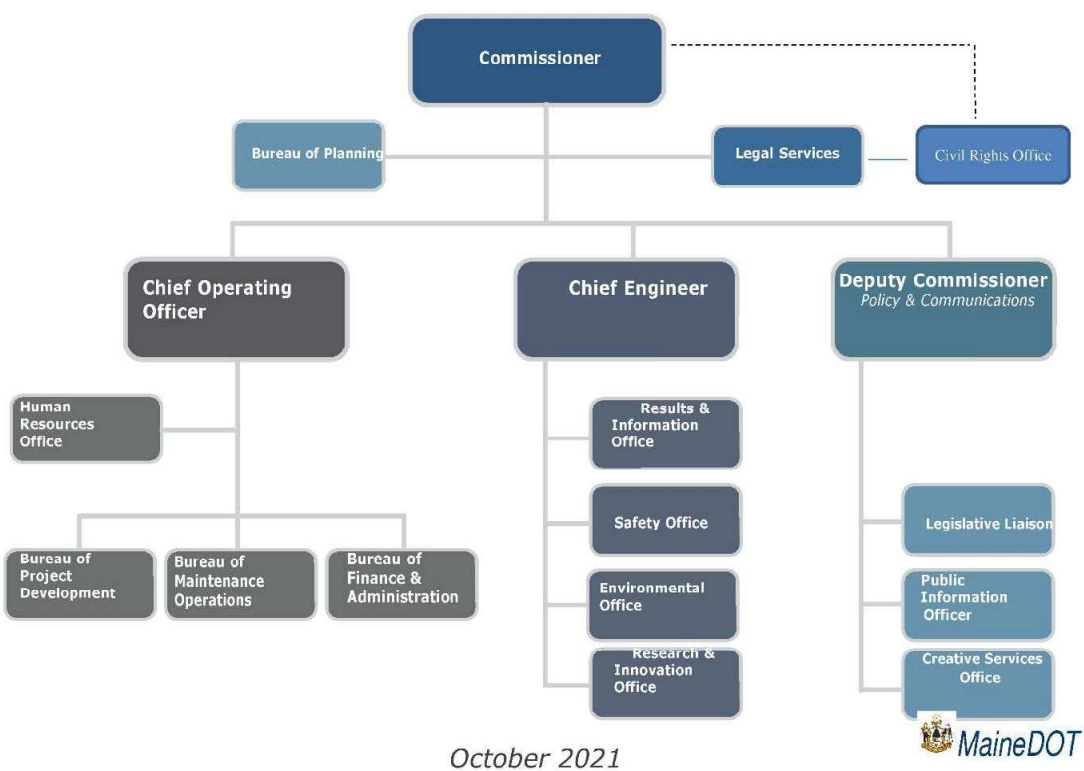 Commissioner
Bureau of Planning
Legal Services
Civil Rights Office
Chief Operating
Officer
Chief Engineer
Deputy Commissioner
Policy & Communications
Human
Resources
Office
Results &
Information
Office
Safety Office
Legislative Liaison
Bureau of
Project
Development
Bureau of
Maintenance
Operations
Bureau of
Finance &
Administration
Environmental
Office
Public
Information
Officer
Research &
Innovation
Office
Creative Services
Office
MaineDOT
October 2021